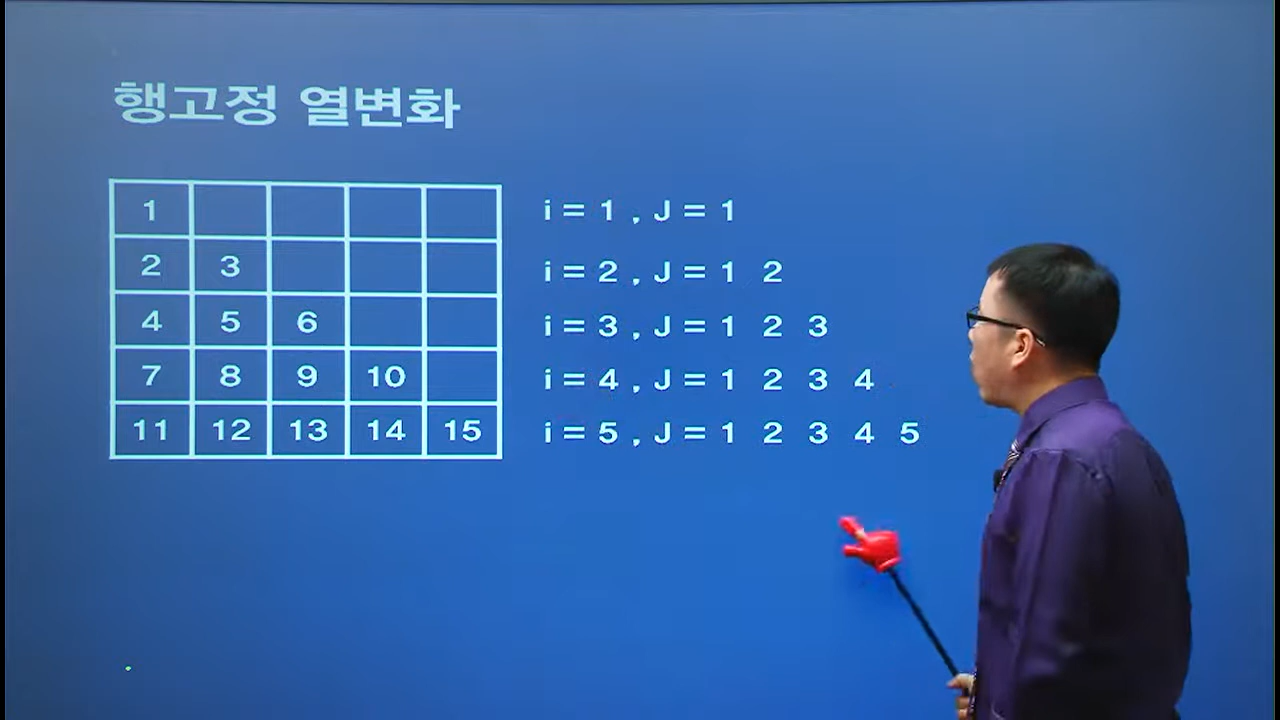 행고정 열변화
1 i = 1 , J = 1
2 3 i = 2 , J = 1 2
4 5 6 i = 3 , J = 1 2 3
7 8 9 10 i = 4 , J = 1 2 3 4
11 12 13 14 15 i = 5 , J = 1 2 3 4 5